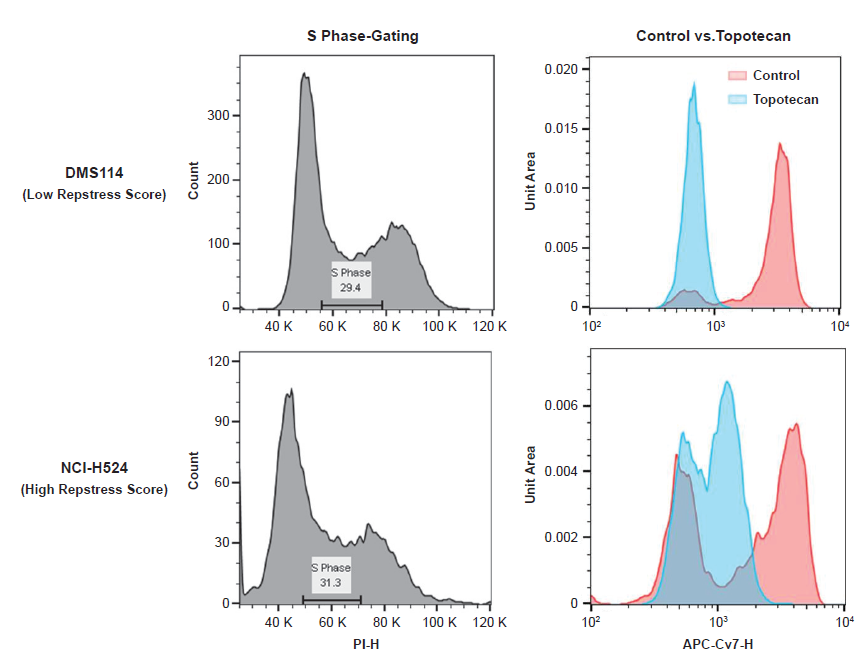 S Phase-Gating
Control vs.Topotecan
DMS114
(Low Repstress Score)
Count
300
200
100
0
S Phase
29.4
40 K 60 K 80 K 100 K 120 K
Unit Area
0.020
0.015
0.010
0.005
0
Control
Topotecan
10² 10³ 10⁴
NCI-H524
(High Repstress Score)
Count
120
90
60
30
0
S Phase
31.3
40 K 60 K 80 K 100 K 120 K
PI-H
Unit Area
0.006
0.004
0.002
0
10² 10³ 10⁴
APC-Cv7-H